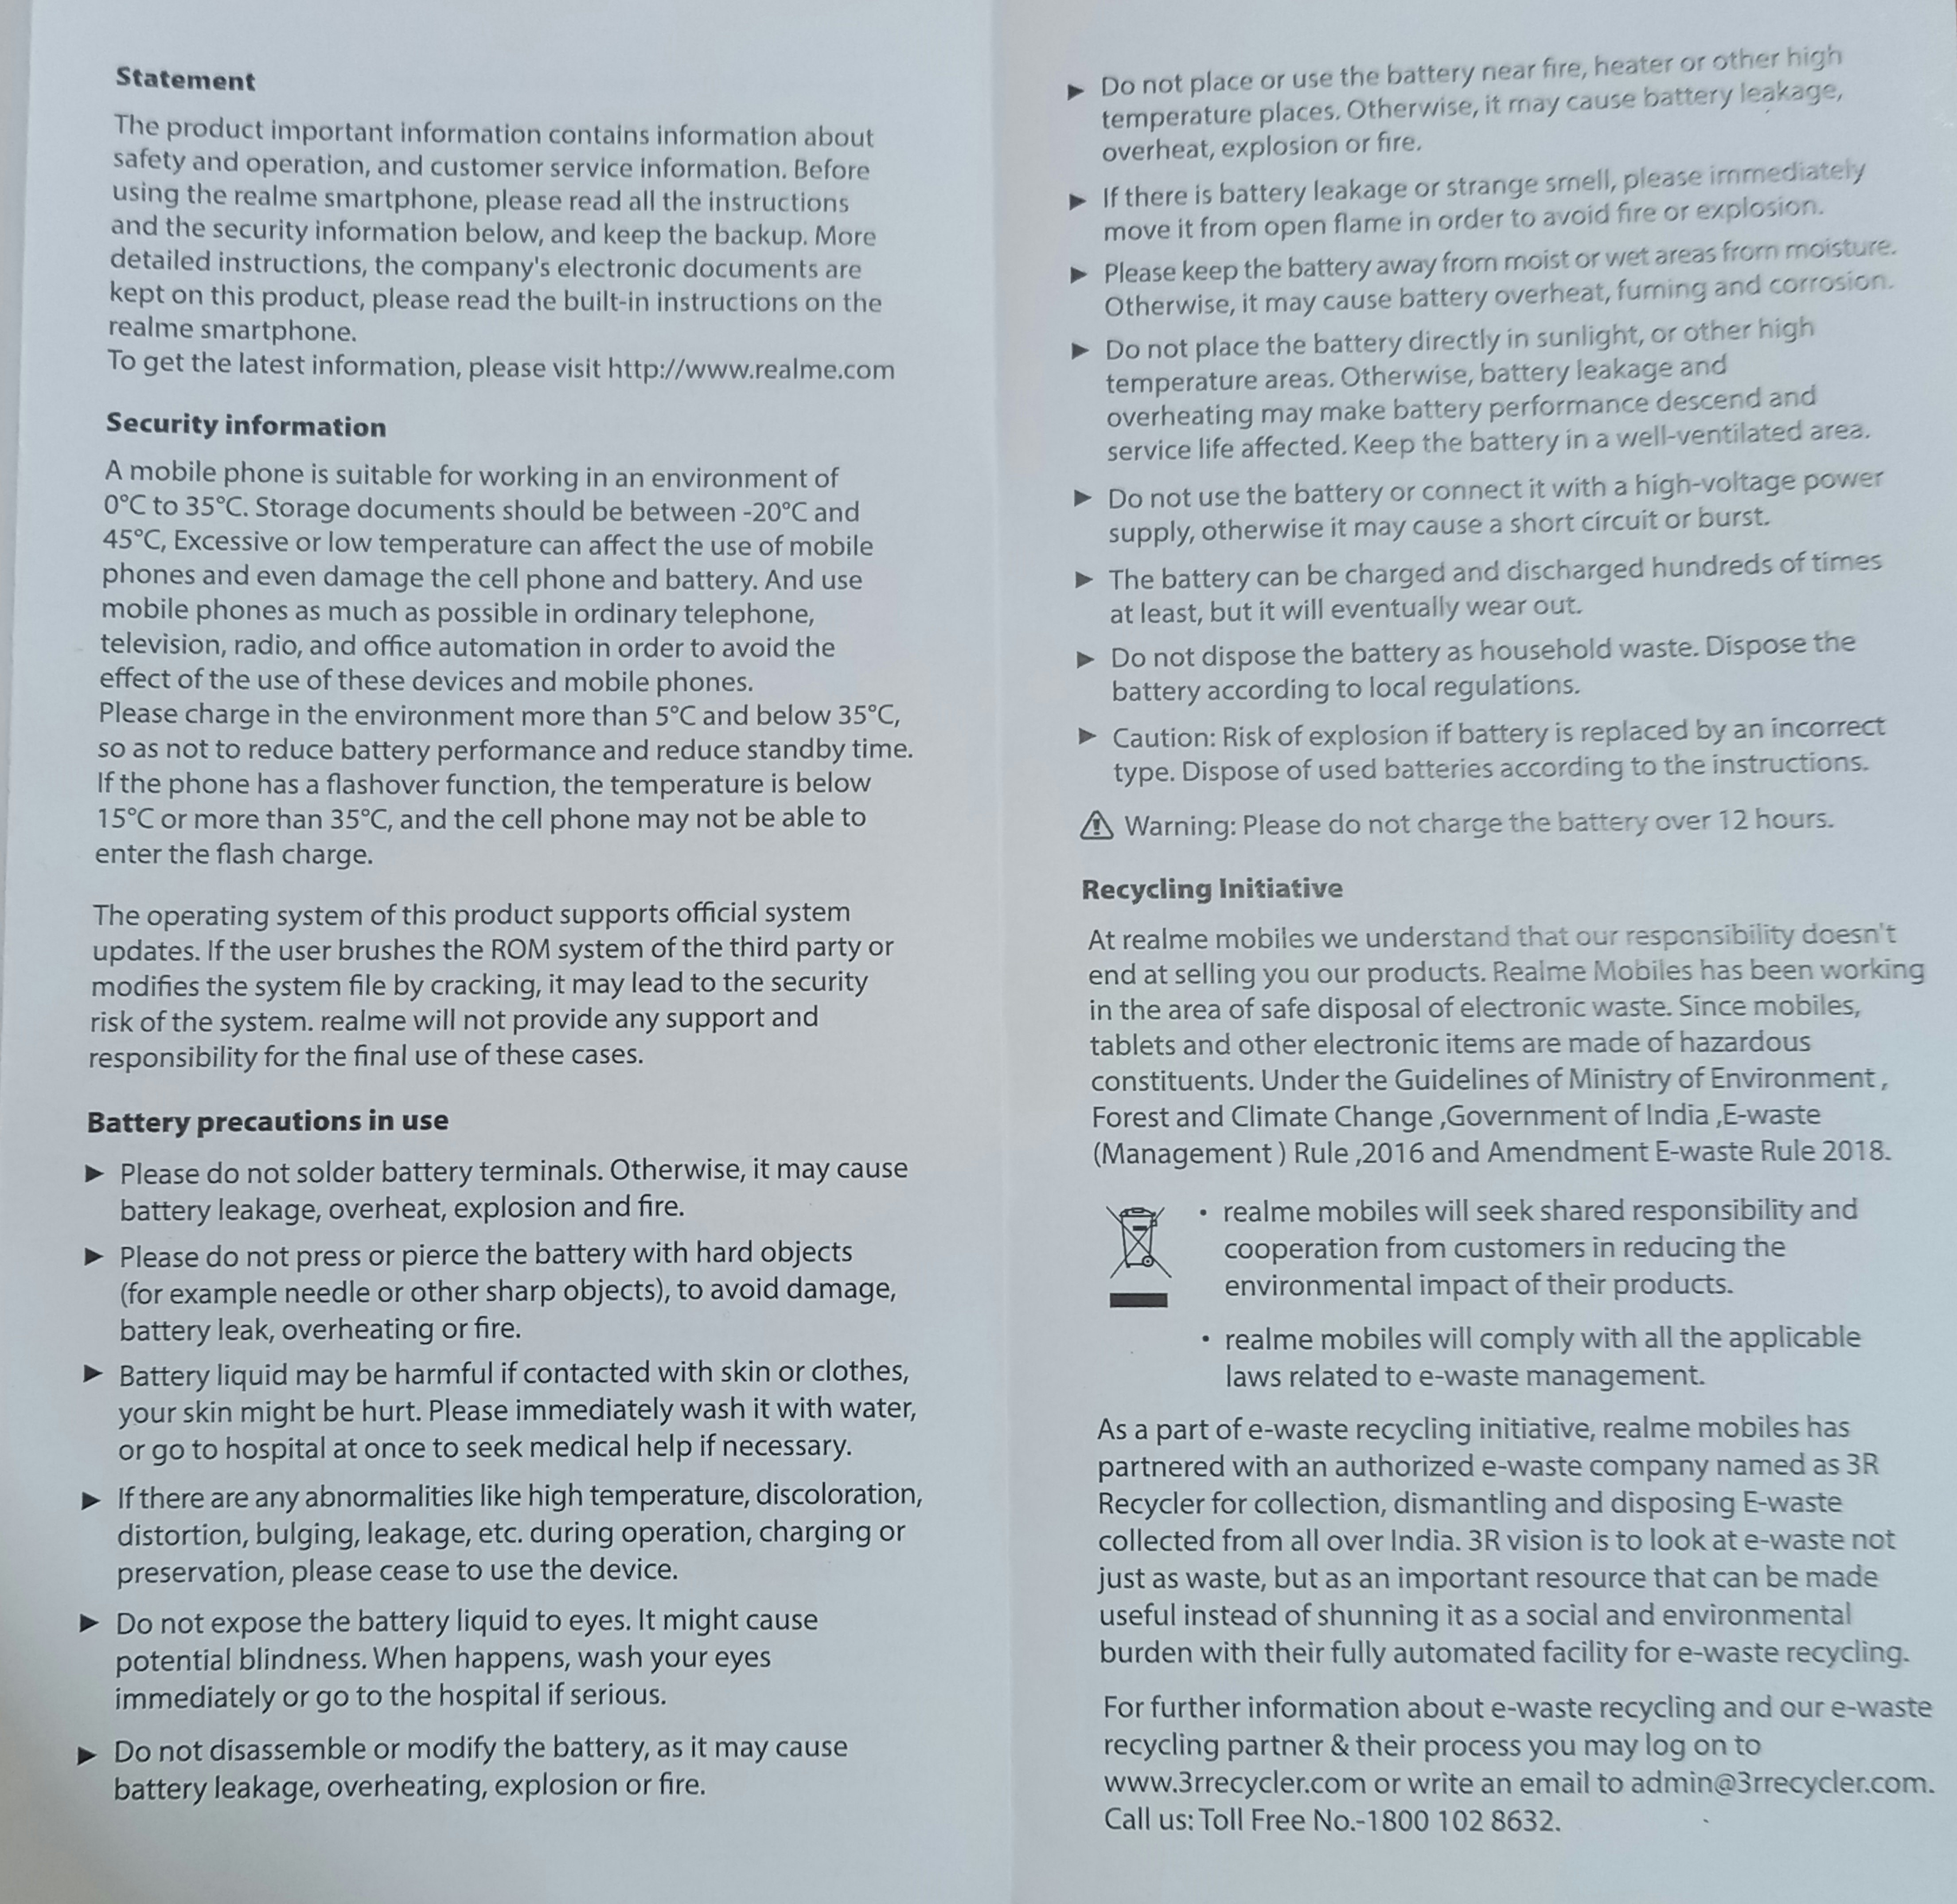 Statement
The product important information contains information about
safety and operation, and customer service information. Before
using the realme smartphone, please read all the instructions
and the security information below, and keep the backup. More
detailed instructions, the company's electronic documents are
kept on this product, please read the built-in instructions on the
realme smartphone.
To get the latest information, please visit http://www.realme.com
Security information
A mobile phone is suitable for working in an environment of
0°C to 35°C. Storage documents should be between -20°C and
45°C, Excessive or low temperature can affect the use of mobile
phones and even damage the cell phone and battery. And use
mobile phones as much as possible in ordinary telephone,
television, radio, and office automation in order to avoid the
effect of the use of these devices and mobile phones.
Please charge in the environment more than 5°C and below 35°C,
so as not to reduce battery performance and reduce standby time.
If the phone has a flashover function, the temperature is below
15°C or more than 35°C, and the cell phone may not be able to
enter the flash charge.
The operating system of this product supports official system
updates. If the user brushes the ROM system of the third party or
modifies the system file by cracking, it may lead to the security
risk of the system. realme will not provide any support and
responsibility for the final use of these cases.
Battery precautions in use
► Please do not solder battery terminals. Otherwise, it may cause
battery leakage, overheat, explosion and fire.
► Please do not press or pierce the battery with hard objects
(for example needle or other sharp objects), to avoid damage,
battery leak, overheating or fire.
► Battery liquid may be harmful if contacted with skin or clothes,
your skin might be hurt. Please immediately wash it with water,
or go to hospital at once to seek medical help if necessary.
► If there are any abnormalities like high temperature, discoloration,
distortion, bulging, leakage, etc. during operation, charging or
preservation, please cease to use the device.
► Do not expose the battery liquid to eyes. It might cause
potential blindness. When happens, wash your eyes
immediately or go to the hospital if serious.
► Do not disassemble or modify the battery, as it may cause
battery leakage, overheating, explosion or fire.
► Do not place or use the battery near fire, heater or other high
temperature places. Otherwise, it may cause battery leakage,
overheat, explosion or fire.
► If there is battery leakage or strange smell, please immediately
move it from open flame in order to avoid fire or explosion.
► Please keep the battery away from moist or wet areas from moisture.
Otherwise, it may cause battery overheat, fuming and corrosion.
► Do not place the battery directly in sunlight, or other high
temperature areas. Otherwise, battery leakage and
overheating may make battery performance descend and
service life affected. Keep the battery in a well-ventilated area.
► Do not use the battery or connect it with a high-voltage power
supply, otherwise it may cause a short circuit or burst.
► The battery can be charged and discharged hundreds of times
at least, but it will eventually wear out.
► Do not dispose the battery as household waste. Dispose the
battery according to local regulations.
► Caution: Risk of explosion if battery is replaced by an incorrect
type. Dispose of used batteries according to the instructions.
⚠ Warning: Please do not charge the battery over 12 hours.
Recycling Initiative
At realme mobiles we understand that our responsibility doesn't
end at selling you our products. Realme Mobiles has been working
in the area of safe disposal of electronic waste. Since mobiles,
tablets and other electronic items are made of hazardous
constituents. Under the Guidelines of Ministry of Environment ,
Forest and Climate Change ,Government of India ,E-waste
(Management ) Rule ,2016 and Amendment E-waste Rule 2018.
• realme mobiles will seek shared responsibility and
cooperation from customers in reducing the
environmental impact of their products.
• realme mobiles will comply with all the applicable
laws related to e-waste management.
As a part of e-waste recycling initiative, realme mobiles has
partnered with an authorized e-waste company named as 3R
Recycler for collection, dismantling and disposing E-waste
collected from all over India. 3R vision is to look at e-waste not
just as waste, but as an important resource that can be made
useful instead of shunning it as a social and environmental
burden with their fully automated facility for e-waste recycling.
For further information about e-waste recycling and our e-waste
recycling partner & their process you may log on to
www.3rrecycler.com or write an email to admin@3rrecycler.com.
Call us: Toll Free No.-1800 102 8632.